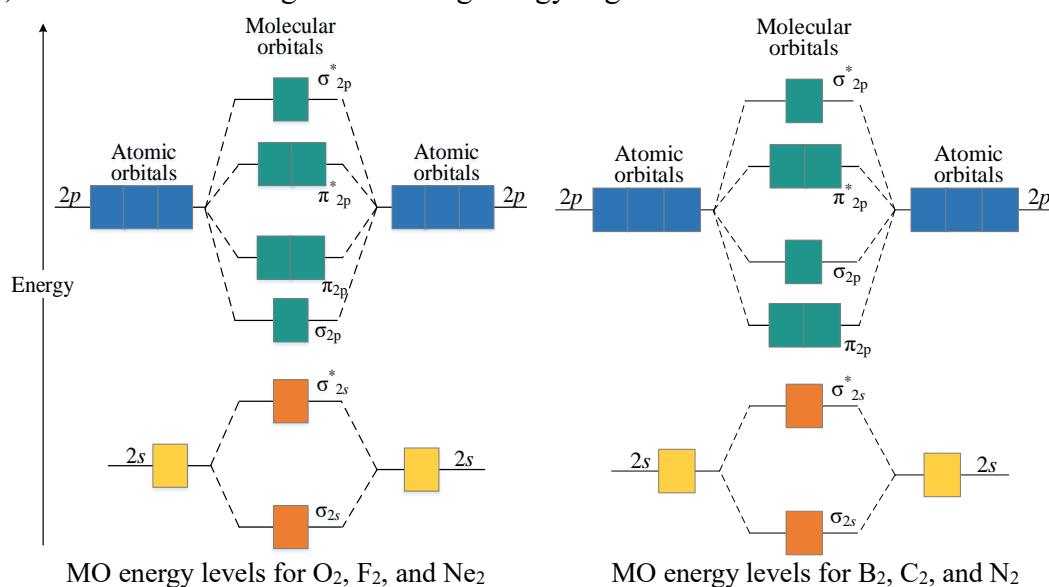 Molecular
orbitals
σ*2p
Atomic
orbitals
Atomic
orbitals
2p
2p
π*2p
Energy
π2p
σ2p
σ*2s
2s
2s
σ2s
MO energy levels for O2, F2, and Ne2
Molecular
orbitals
σ*2p
Atomic
orbitals
Atomic
orbitals
2p
2p
π*2p
σ2p
π2p
σ*2s
2s
2s
σ2s
MO energy levels for B2, C2, and N2